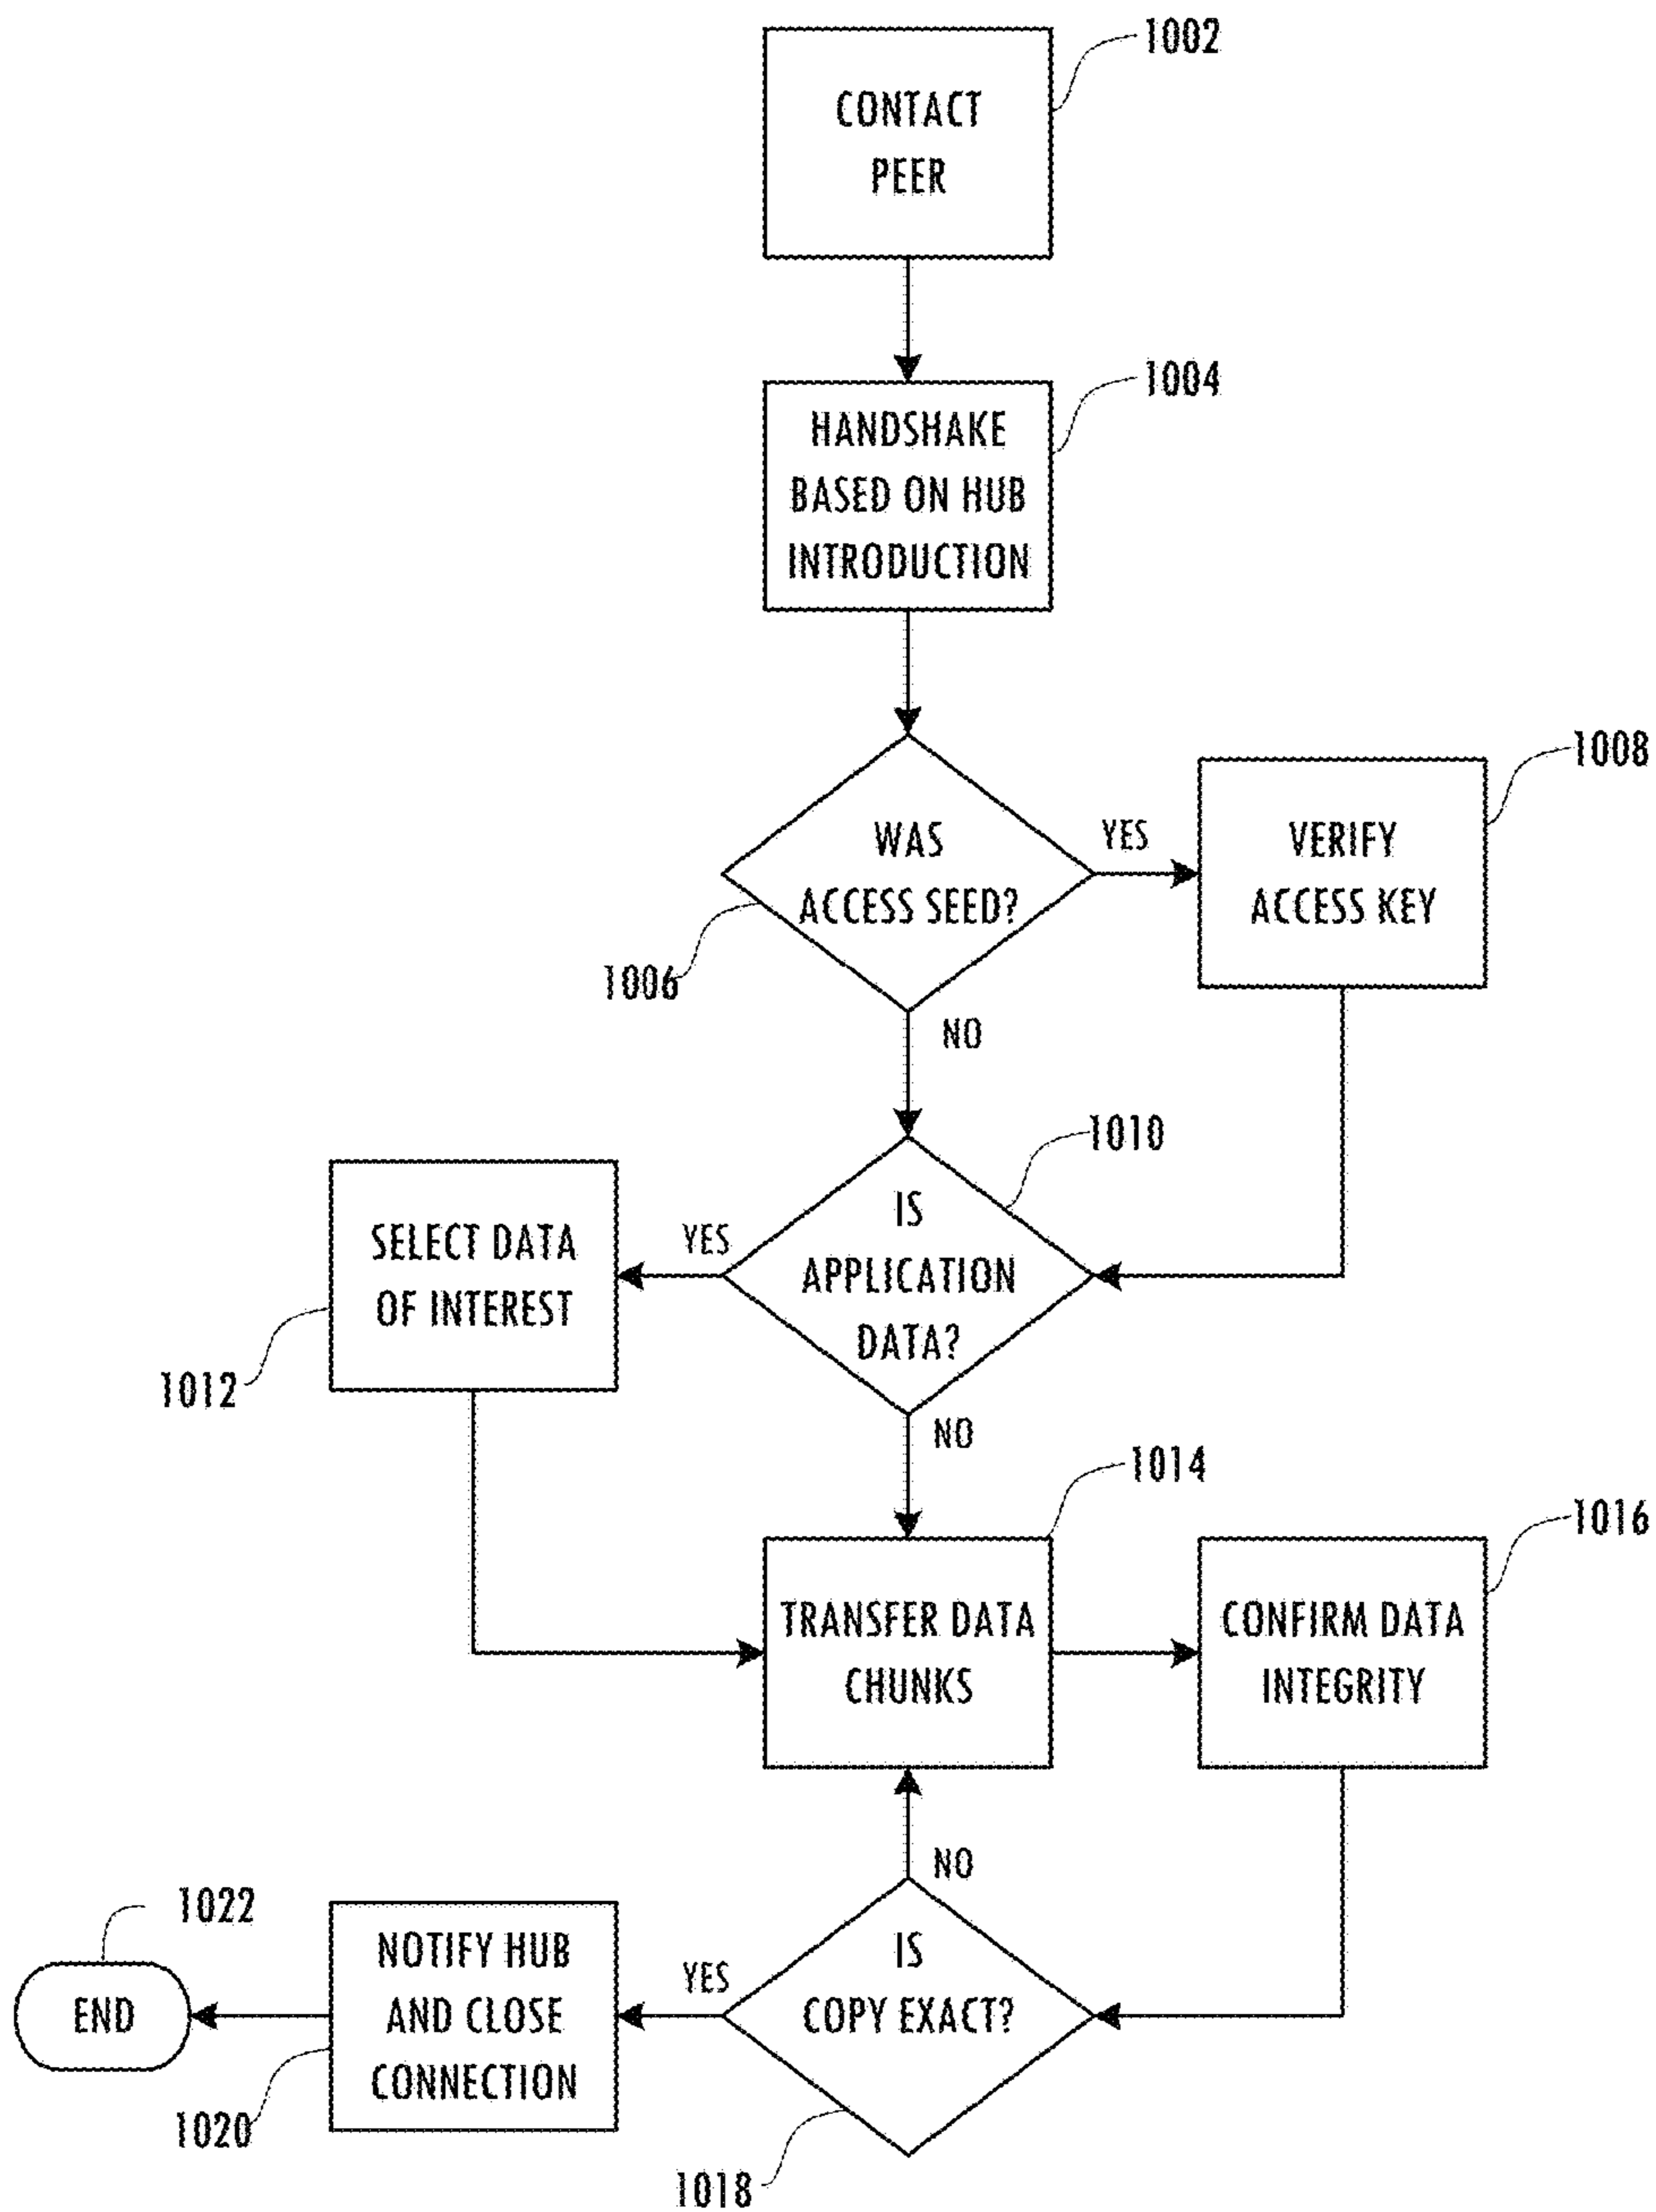 1002
CONTACT
PEER
1004
HANDSHAKE
BASED ON HUB
INTRODUCTION
1006
WAS
ACCESS SEED?
YES
NO
1008
VERIFY
ACCESS KEY
1010
IS
APPLICATION
DATA?
YES
NO
1012
SELECT DATA
OF INTEREST
1014
TRANSFER DATA
CHUNKS
1016
CONFIRM DATA
INTEGRITY
NO
IS
COPY EXACT?
YES
1018
NOTIFY HUB
AND CLOSE
CONNECTION
1020
1022
END